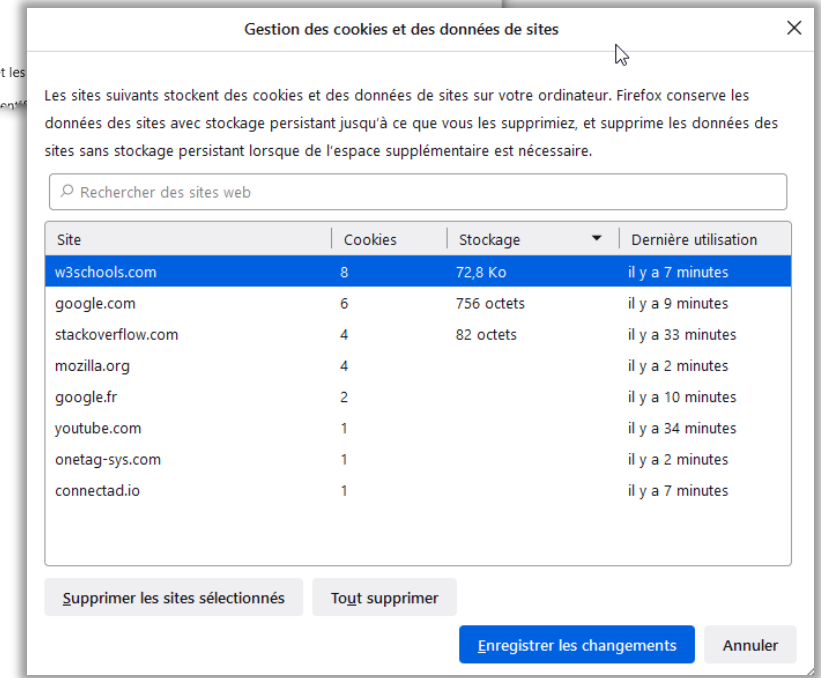 Gestion des cookies et des données de sites
t les
Les sites suivants stockent des cookies et des données de sites sur votre ordinateur. Firefox conserve les
données des sites avec stockage persistant jusqu'à ce que vous les supprimiez, et supprime les données des
sites sans stockage persistant lorsque de l'espace supplémentaire est nécessaire.
Rechercher des sites web
Site Cookies Stockage Dernière utilisation
w3schools.com 8 72,8 Ko il y a 7 minutes
google.com 6 756 octets il y a 9 minutes
stackoverflow.com 4 82 octets il y a 33 minutes
mozilla.org 4 il y a 2 minutes
google.fr 2 il y a 10 minutes
youtube.com 1 il y a 34 minutes
onetag-sys.com 1 il y a 2 minutes
connectad.io 1 il y a 7 minutes
Supprimer les sites sélectionnés Tout supprimer
Enregistrer les changements Annuler